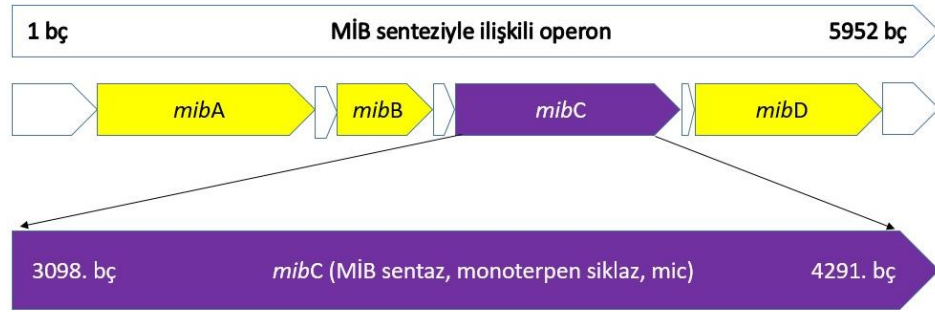 1 bç MİB senteziyle ilişkili operon 5952 bç
mibA mibB mibC mibD
3098. bç mibC (MİB sentaz, monoterpen siklaz, mic) 4291. bç